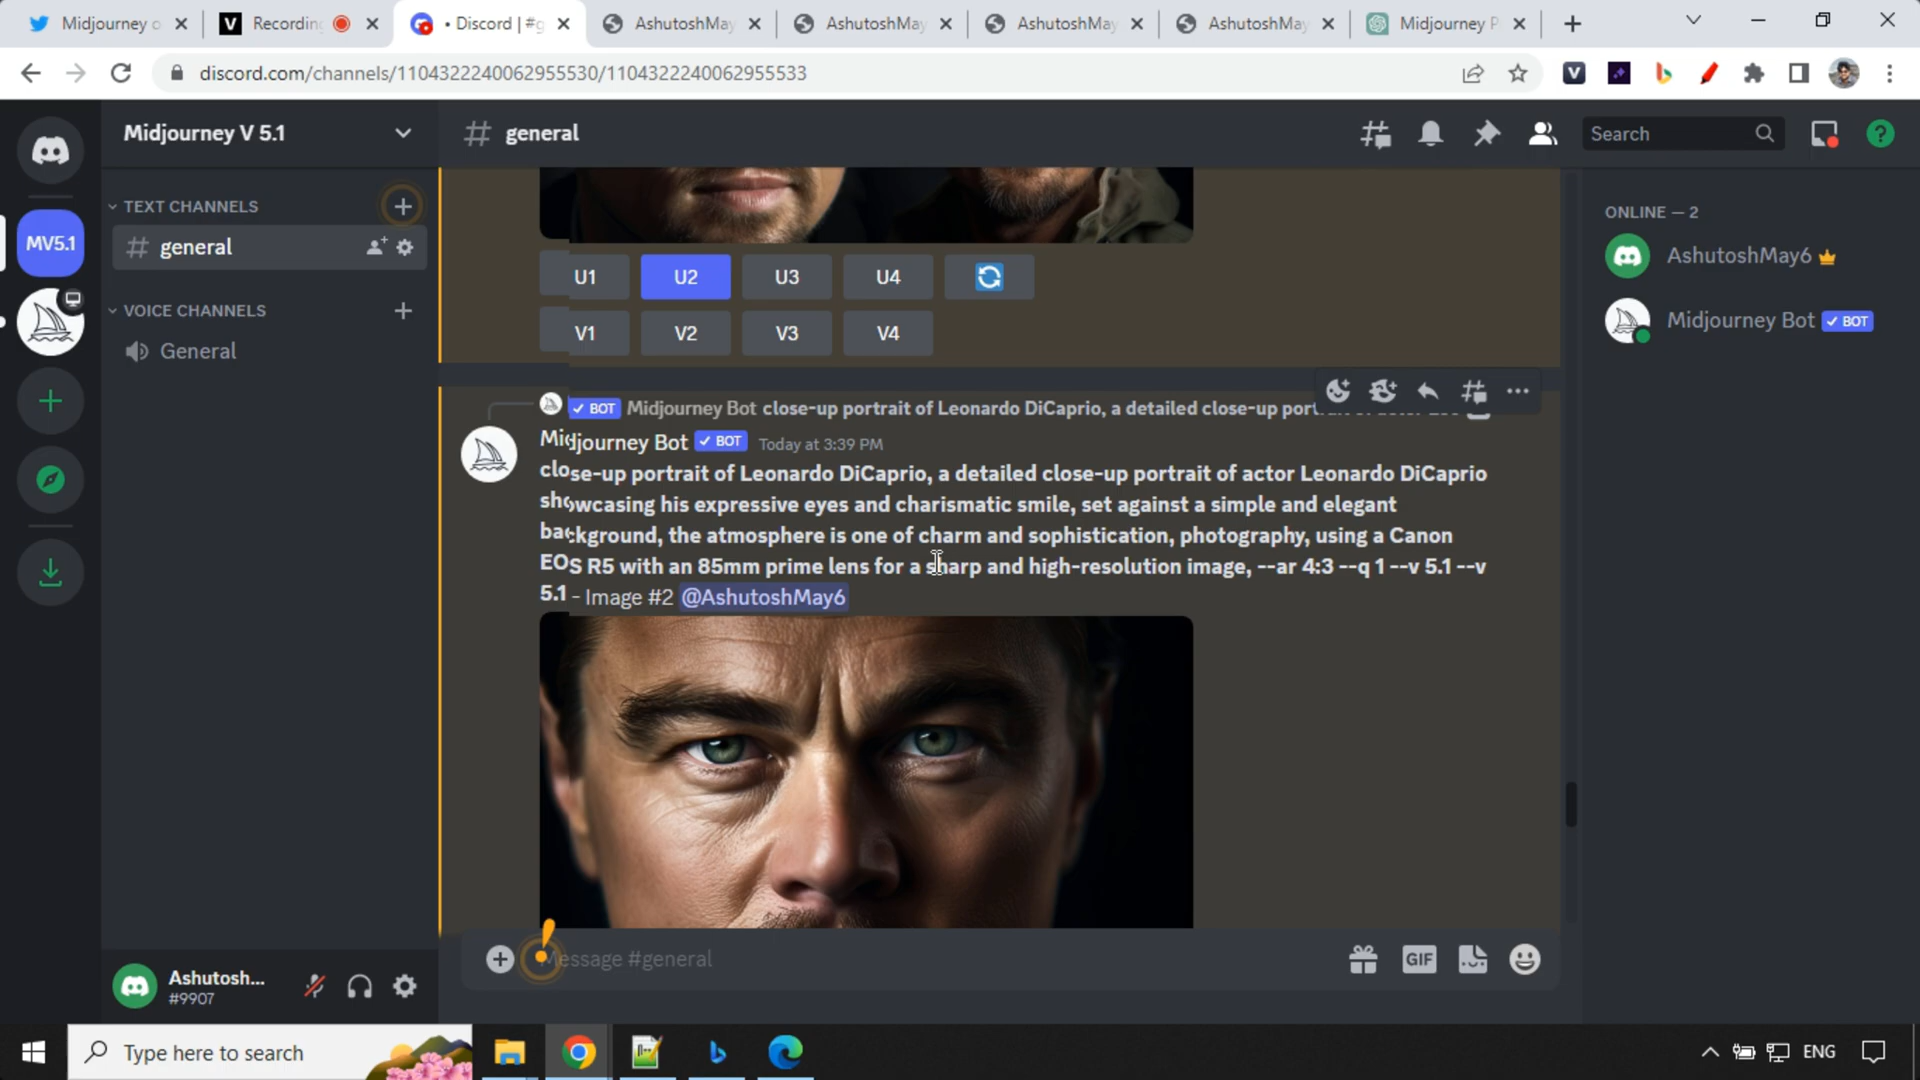 Midjourney o
Recording
• Discord | #g
AshutoshMay
AshutoshMay
AshutoshMay
AshutoshMay
Midjourney P
discord.com/channels/1104322240062955530/1104322240062955533
Midjourney V 5.1
# general
Search
TEXT CHANNELS
# general
MV5.1
VOICE CHANNELS
General
U1 U2 U3 U4
V1 V2 V3 V4
ONLINE — 2
AshutoshMay6
Midjourney Bot ✓ BOT
✓ BOT Midjourney Bot close-up portrait of Leonardo DiCaprio, a detailed close-up
Midjourney Bot ✓ BOT Today at 3:39 PM
close-up portrait of Leonardo DiCaprio, a detailed close-up portrait of actor Leonardo DiCaprio
showcasing his expressive eyes and charismatic smile, set against a simple and elegant
background, the atmosphere is one of charm and sophistication, photography, using a Canon
EOS R5 with an 85mm prime lens for a sharp and high-resolution image, --ar 4:3 --q 1 --v 5.1 --v
5.1 - Image #2 @AshutoshMay6
Message #general
GIF
Ashutosh...
#9907
Type here to search
ENG